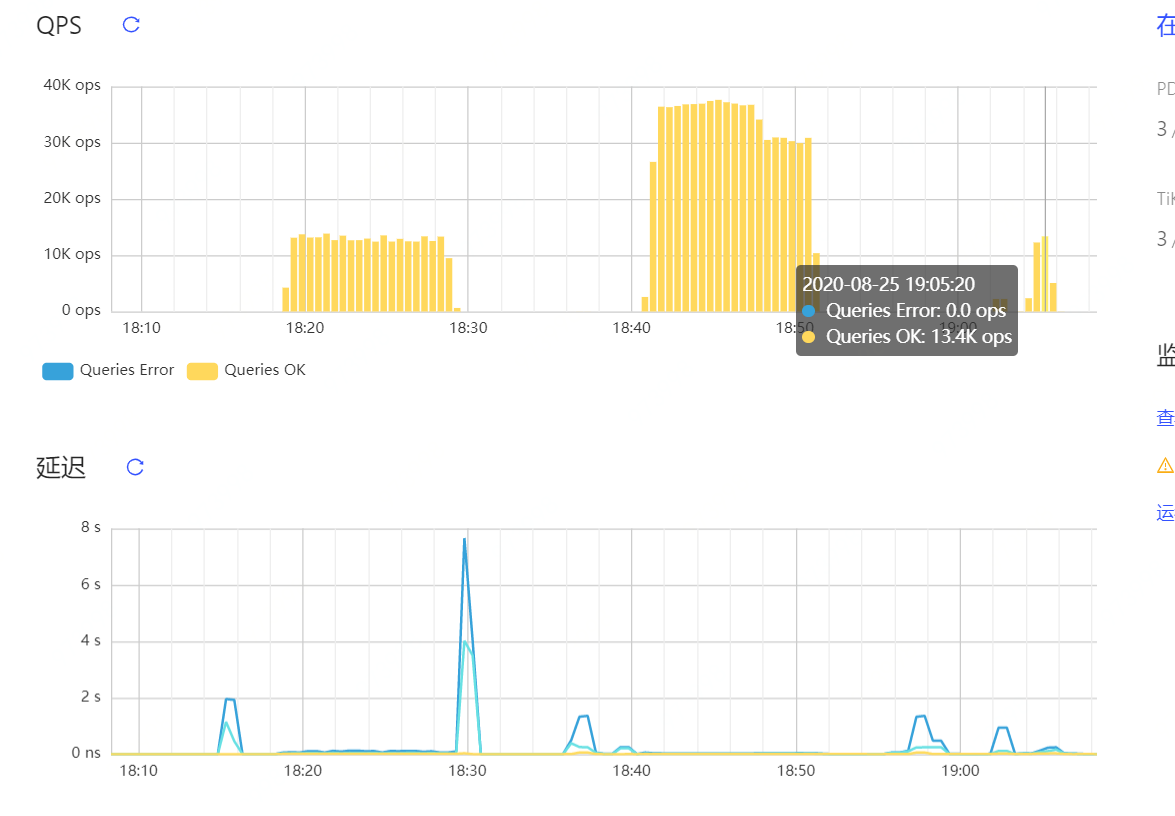 QPS
在
40K ops
PD
30K ops
3 /
20K ops
TiK
10K ops
3 /
0 ops
18:10
18:20
18:30
18:40
18:50
19:00
2020-08-25 19:05:20
Queries Error: 0.0 ops
Queries OK: 13.4K ops
监
Queries Error
Queries OK
查
延迟
运
8 s
6 s
4 s
2 s
0 ns
18:10
18:20
18:30
18:40
18:50
19:00